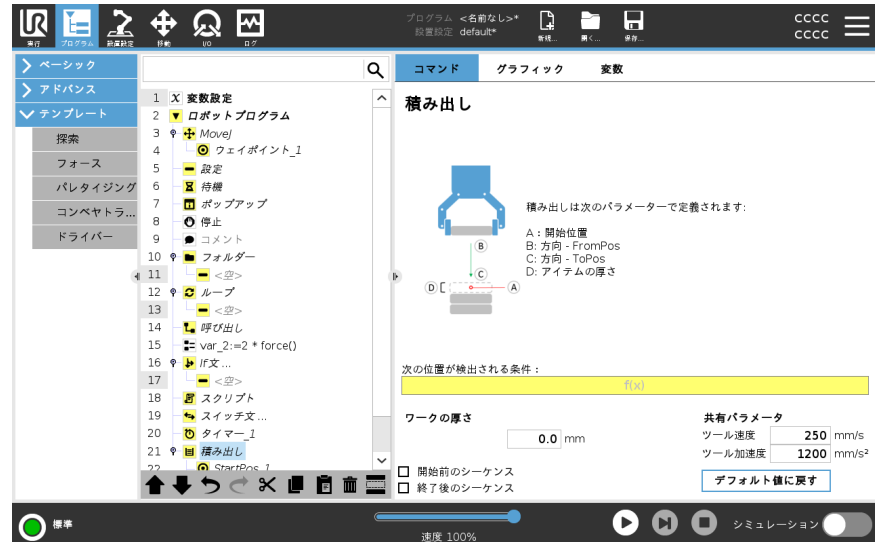 UR
実行
プログラム
設置設定
移動
I/O
ログ
プログラム <名前なし>*
設置設定 default*
新規...
開く...
保存...
CCCC
CCCC
ベーシック
アドバンス
テンプレート
探索
フォース
パレタイジング
コンベヤトラ...
ドライバー
1 X 変数設定
2 ロボットプログラム
3 MoveJ
4 ウェイポイント_1
5 設定
6 待機
7 ポップアップ
8 停止
9 コメント
10 フォルダー
11 <空>
12 ループ
13 <空>
14 呼び出し
15 var_2:=2 * force()
16 If文...
17 <空>
18 スクリプト
19 スイッチ文...
20 タイマー_1
21 積み出し
22 StartPos_1
コマンド グラフィック 変数
積み出し
B
C
D
A
積み出しは次のパラメーターで定義されます:
A : 開始位置
B: 方向 - FromPos
C: 方向 - ToPos
D: アイテムの厚さ
次の位置が検出される条件 :
f(x)
ワークの厚さ
0.0 mm
開始前のシーケンス
終了後のシーケンス
共有パラメータ
ツール速度 250 mm/s
ツール加速度 1200 mm/s²
デフォルト値に戻す
標準
速度 100%
シミュレーション